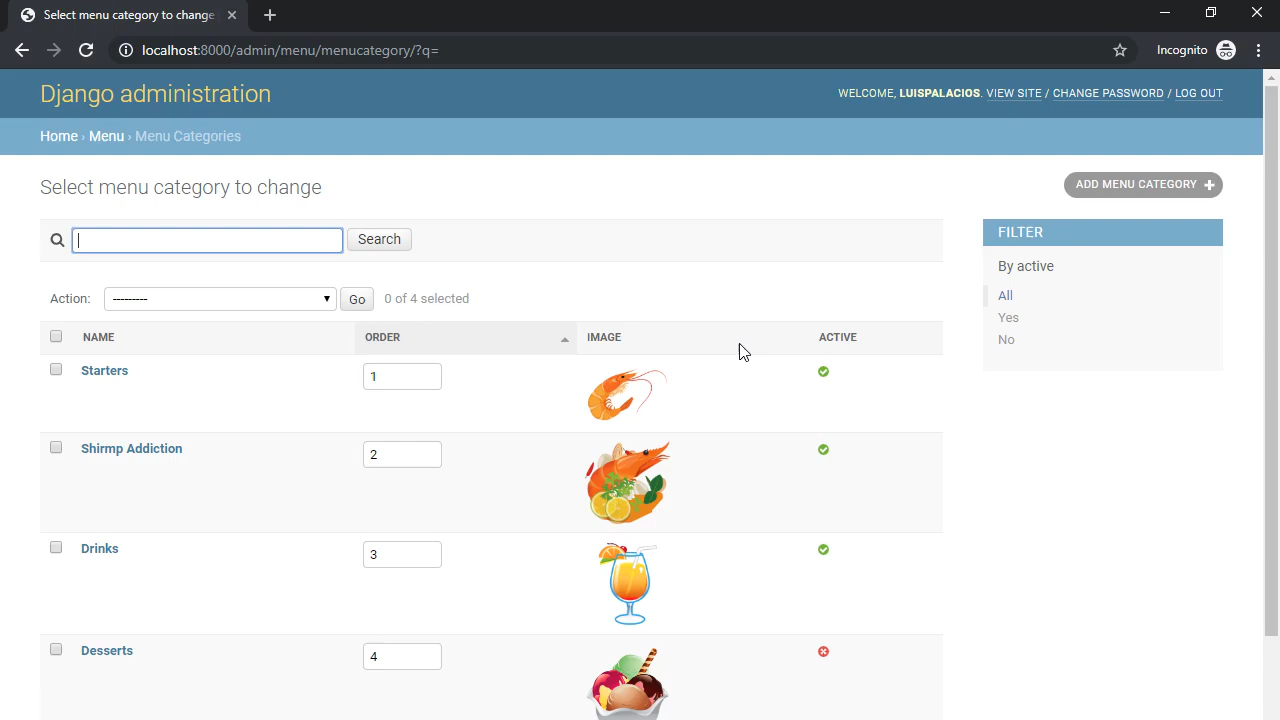 Select menu category to change
localhost:8000/admin/menu/menucategory/?q=
Incognito
Django administration
WELCOME, LUISPALACIOS. VIEW SITE / CHANGE PASSWORD / LOG OUT
Home › Menu › Menu Categories
Select menu category to change
ADD MENU CATEGORY +
Search
FILTER
By active
All
Yes
No
Action: --------- Go 0 of 4 selected
NAME ORDER IMAGE ACTIVE
Starters 1
Shirmp Addiction 2
Drinks 3
Desserts 4